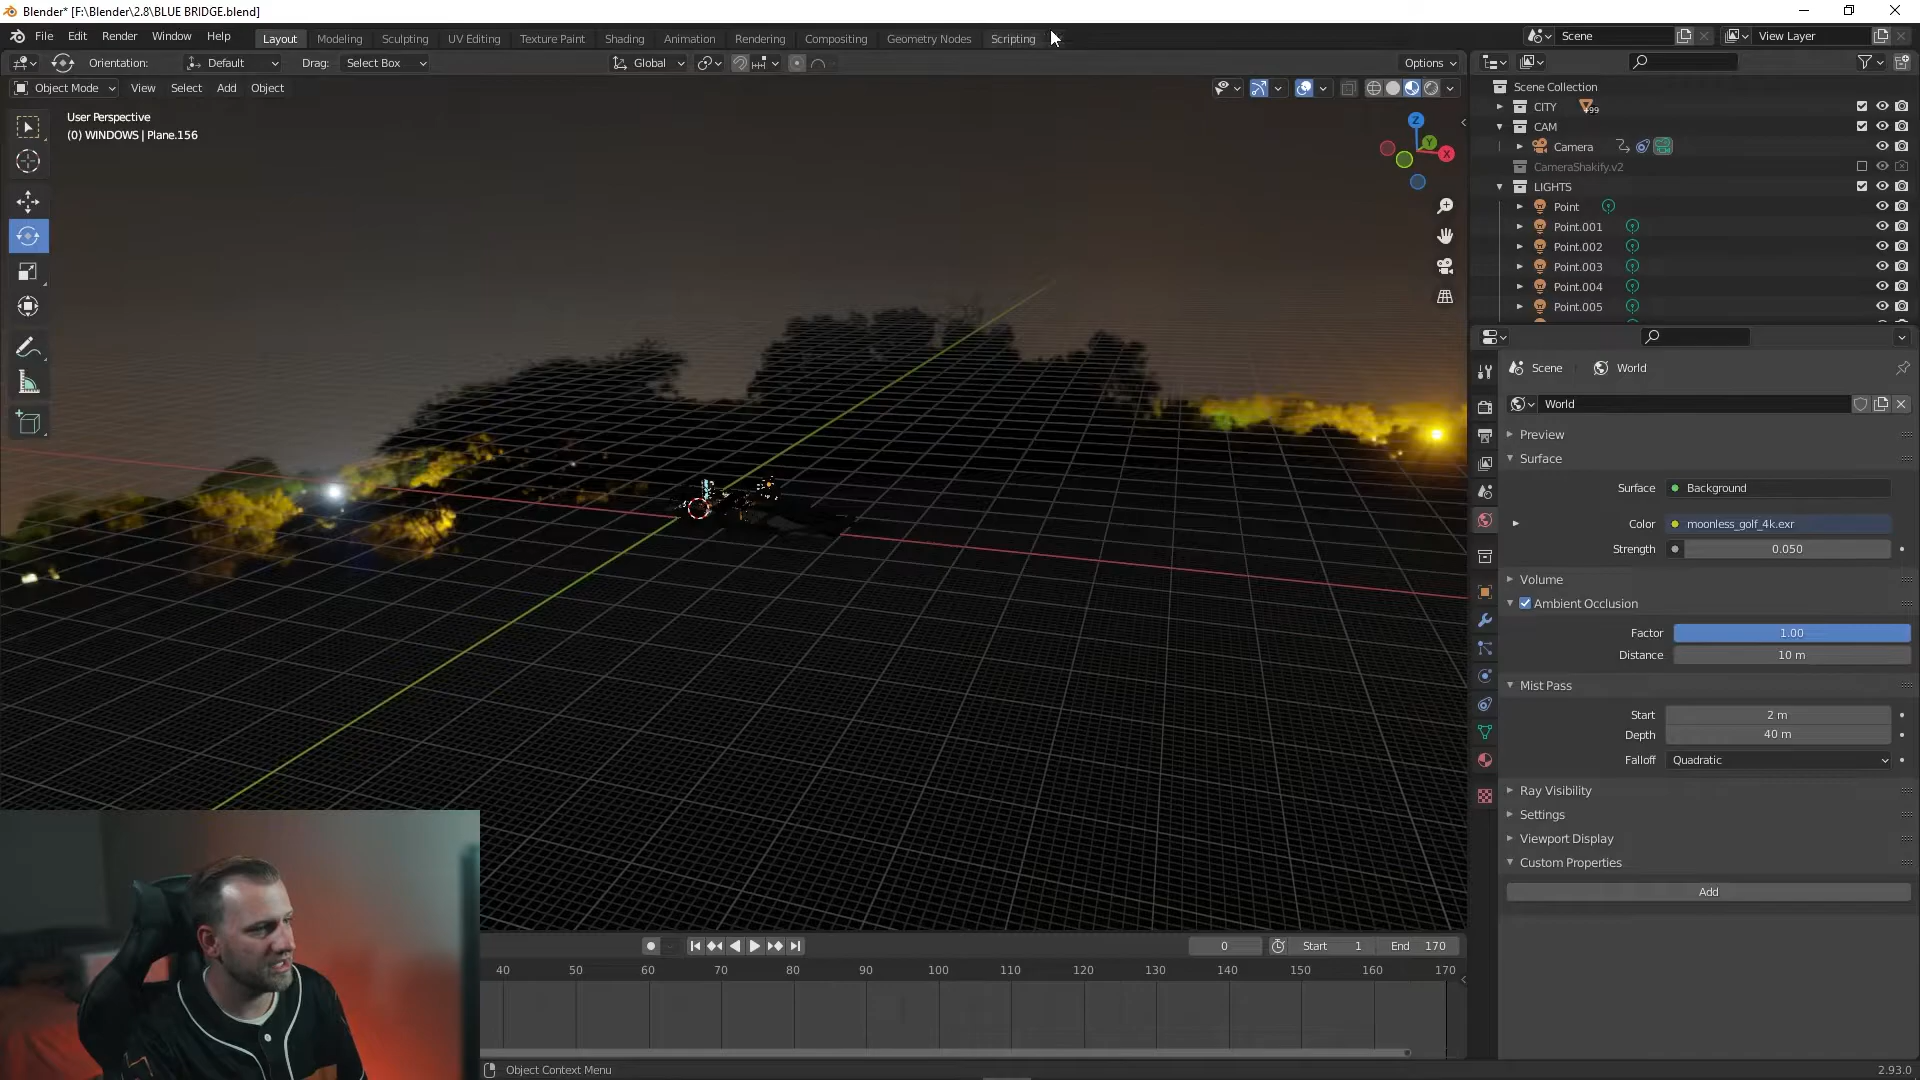 Blender* [F:\Blender\2.8\BLUE BRIDGE.blend]
File Edit Render Window Help Layout Modeling Sculpting UV Editing Texture Paint Shading Animation Rendering Compositing Geometry Nodes Scripting Scene View Layer
Orientation: Default Drag: Select Box Global Options
Object Mode View Select Add Object
User Perspective
(0) WINDOWS | Plane.156
Z
Y
X
Scene Collection
CITY 99
CAM
Camera
CameraShakify.v2
LIGHTS
Point
Point.001
Point.002
Point.003
Point.004
Point.005
Scene World
World
Preview
Surface
Surface Background
Color moonless_golf_4k.exr
Strength 0.050
Volume
Ambient Occlusion
Factor 1.00
Distance 10 m
Mist Pass
Start 2 m
Depth 40 m
Falloff Quadratic
Ray Visibility
Settings
Viewport Display
Custom Properties
Add
0 Start 1 End 170
40 50 60 70 80 90 100 110 120 130 140 150 160 170
Object Context Menu 2.93.0